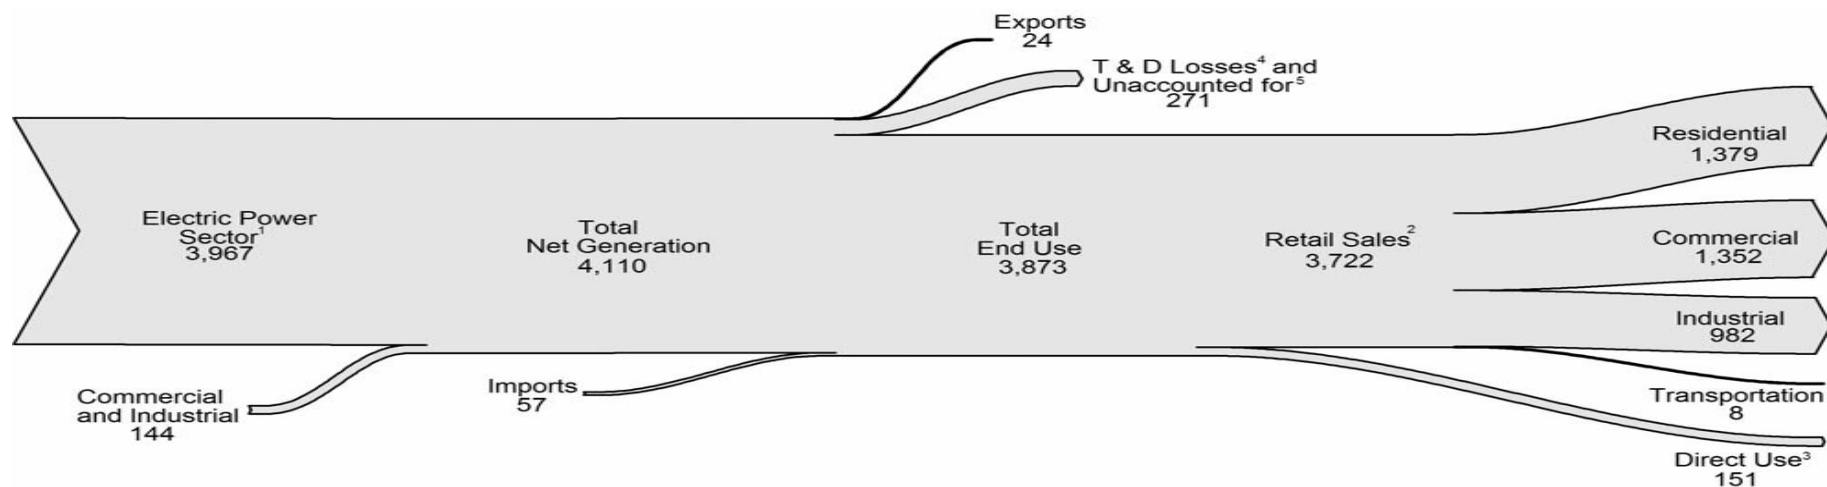 Exports
24
T & D Losses⁴ and
Unaccounted for⁵
271
Residential
1,379
Electric Power
Sector¹
3,967
Total
Net Generation
4,110
Total
End Use
3,873
Retail Sales²
3,722
Commercial
1,352
Industrial
982
Commercial
and Industrial
144
Imports
57
Transportation
8
Direct Use³
151